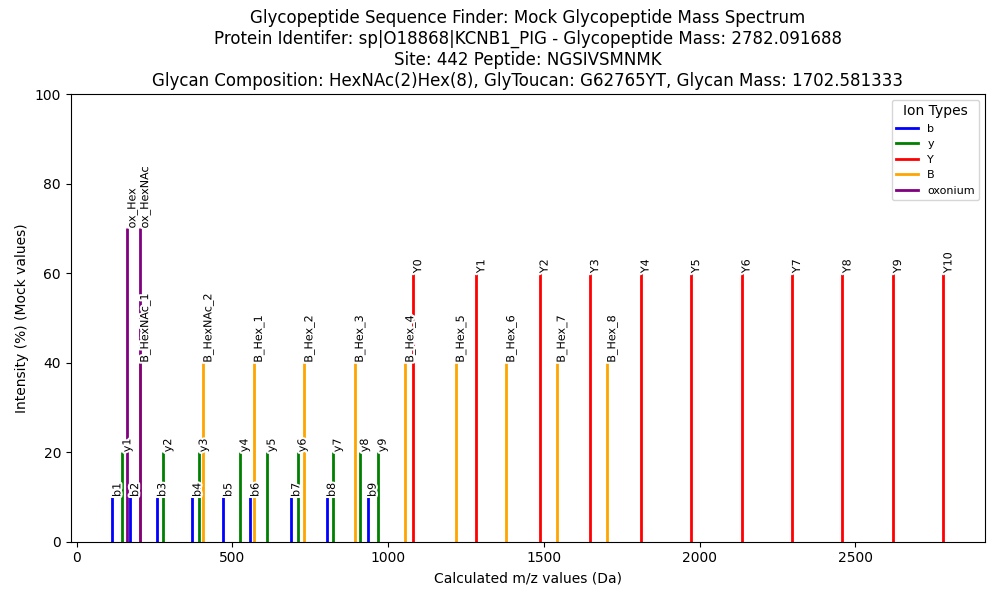 Glycopeptide Sequence Finder: Mock Glycopeptide Mass Spectrum
Protein Identifer: sp|O18868|KCNB1_PIG - Glycopeptide Mass: 2782.091688
Site: 442 Peptide: NGSIVSMNMK
Glycan Composition: HexNAc(2)Hex(8), GlyToucan: G62765YT, Glycan Mass: 1702.581333
Intensity (%) (Mock values)
100
80
60
40
20
0
Ion Types
b
y
Y
B
oxonium
ox_Hex
ox_HexNAc
Y0
Y1
Y2
Y3
Y4
Y5
Y6
Y7
Y8
Y9
Y10
B_HexNAc_1
B_HexNAc_2
B_Hex_1
B_Hex_2
B_Hex_3
B_Hex_4
B_Hex_5
B_Hex_6
B_Hex_7
B_Hex_8
y1
y2
y3
y4
y5
y6
y7
y8
y9
b1
b2
b3
b4
b5
b6
b7
b8
b9
0
500
1000
1500
2000
2500
Calculated m/z values (Da)